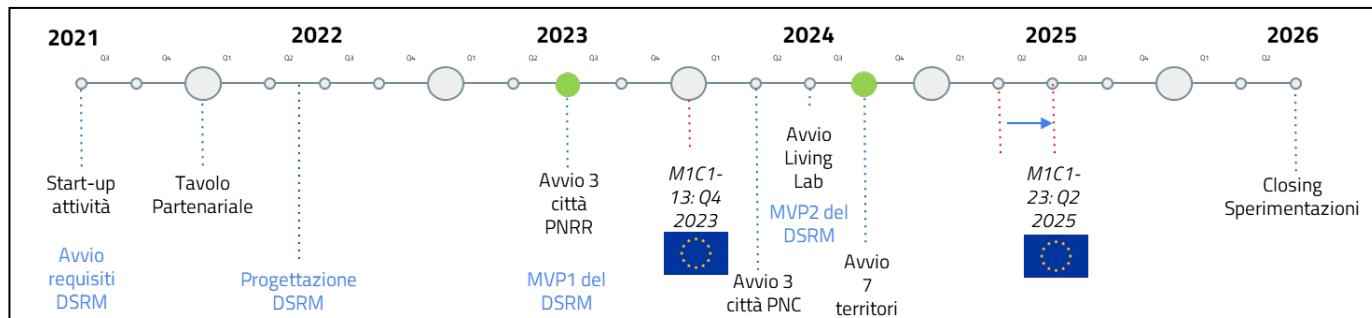 2021 2022 2023 2024 2025 2026
Q3 Q4 Q1 Q2 Q3 Q4 Q1 Q2 Q3 Q4 Q1 Q2 Q3 Q4 Q1 Q2 Q3 Q4 Q1 Q2
Start-up
attività
Avvio
requisiti
DSRM
Tavolo
Partenariale
Progettazione
DSRM
Avvio 3
città
PNRR
MVP1 del
DSRM
M1C1-
13: Q4
2023
Avvio 3
città PNC
Avvio
Living
Lab
MVP2 del
DSRM
Avvio
7
territori
M1C1-
23: Q2
2025
Closing
Sperimentazioni